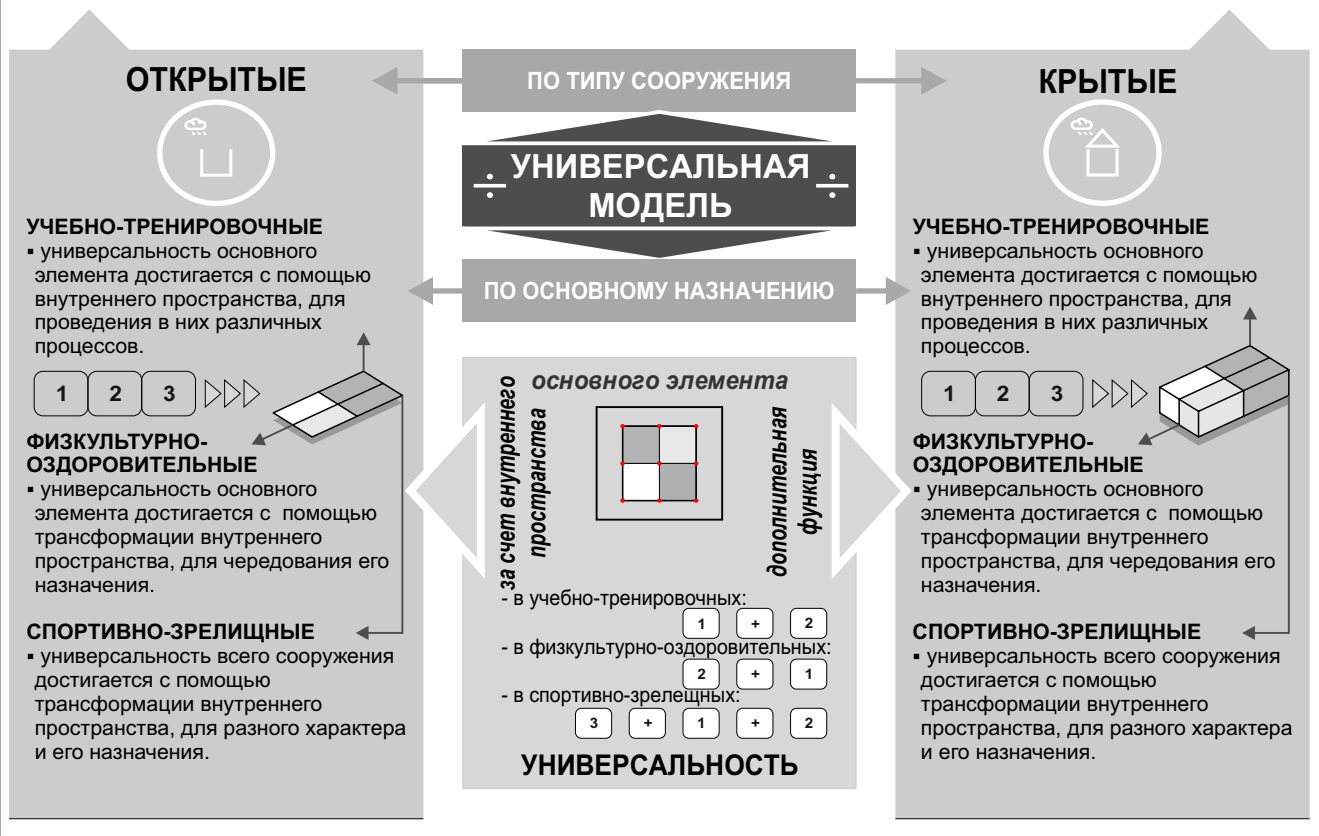 ОТКРЫТЫЕ
УЧЕБНО-ТРЕНИРОВОЧНЫЕ
▪ универсальность основного
элемента достигается с помощью
внутреннего пространства, для
проведения в них различных
процессов.
1 2 3
ФИЗКУЛЬТУРНО-
ОЗДОРОВИТЕЛЬНЫЕ
▪ универсальность основного
элемента достигается с помощью
трансформации внутреннего
пространства, для чередования его
назначения.
СПОРТИВНО-ЗРЕЛИЩНЫЕ
▪ универсальность всего сооружения
достигается с помощью
трансформации внутреннего
пространства, для разного характера
и его назначения.
ПО ТИПУ СООРУЖЕНИЯ
÷ УНИВЕРСАЛЬНАЯ ÷
МОДЕЛЬ
ПО ОСНОВНОМУ НАЗНАЧЕНИЮ
основного элемента
за счет внутреннего
пространства
дополнительная
функция
- в учебно-тренировочных:
1 + 2
- в физкультурно-оздоровительных:
2 + 1
- в спортивно-зрелещных:
3 + 1 + 2
УНИВЕРСАЛЬНОСТЬ
КРЫТЫЕ
УЧЕБНО-ТРЕНИРОВОЧНЫЕ
▪ универсальность основного
элемента достигается с помощью
внутреннего пространства, для
проведения в них различных
процессов.
1 2 3
ФИЗКУЛЬТУРНО-
ОЗДОРОВИТЕЛЬНЫЕ
▪ универсальность основного
элемента достигается с помощью
трансформации внутреннего
пространства, для чередования его
назначения.
СПОРТИВНО-ЗРЕЛИЩНЫЕ
▪ универсальность всего сооружения
достигается с помощью
трансформации внутреннего
пространства, для разного характера
и его назначения.